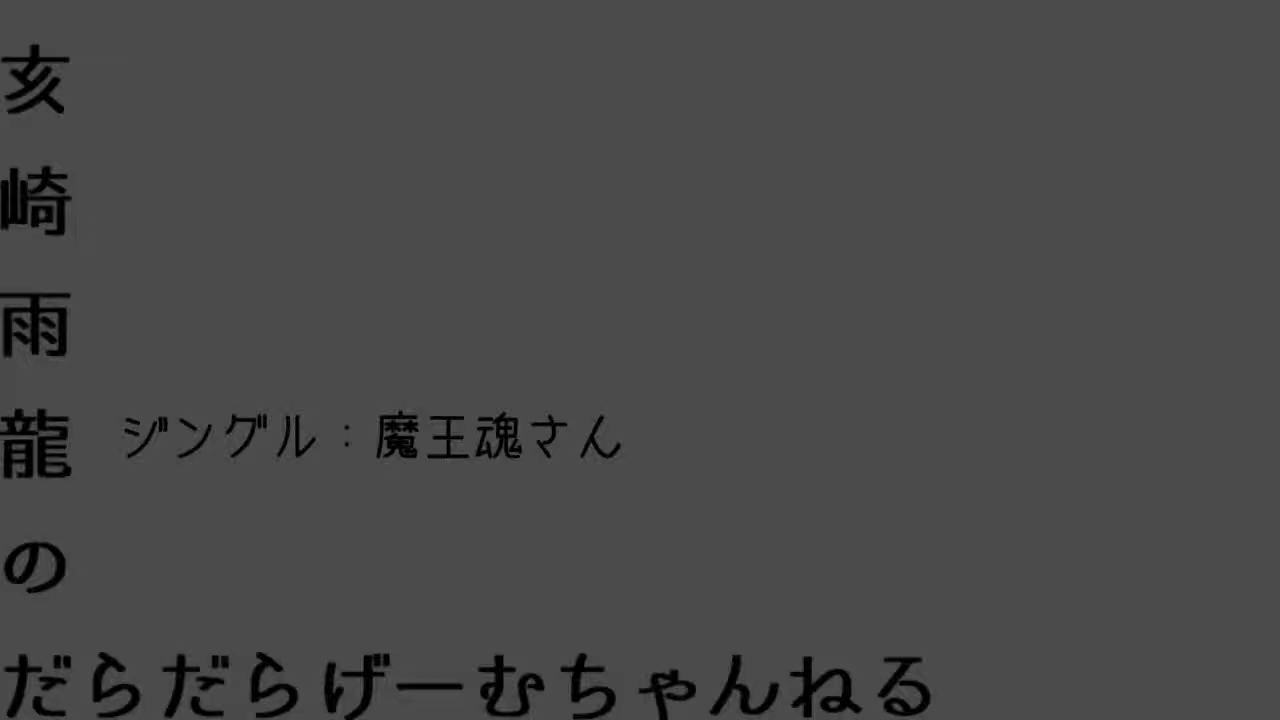 亥崎雨龍の
だらだらげーむちゃんねる
ジングル：魔王魂さん